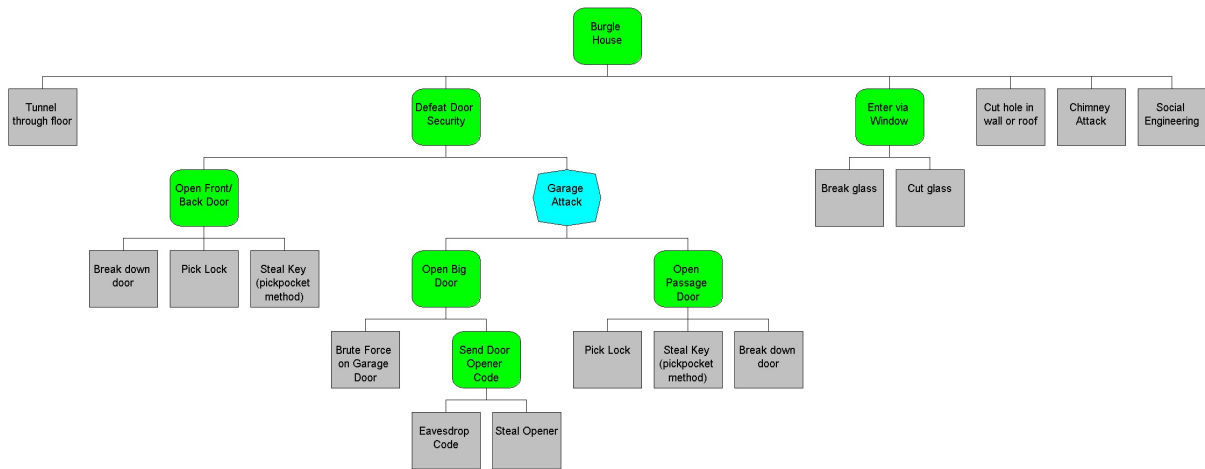 Burgle
House
Tunnel
through floor
Defeat Door
Security
Enter via
Window
Cut hole in
wall or roof
Chimney
Attack
Social
Engineering
Open Front/
Back Door
Garage
Attack
Break glass
Cut glass
Break down
door
Pick Lock
Steal Key
(pickpocket
method)
Open Big
Door
Open
Passage
Door
Brute Force
on Garage
Door
Send Door
Opener
Code
Pick Lock
Steal Key
(pickpocket
method)
Break down
door
Eavesdrop
Code
Steal Opener